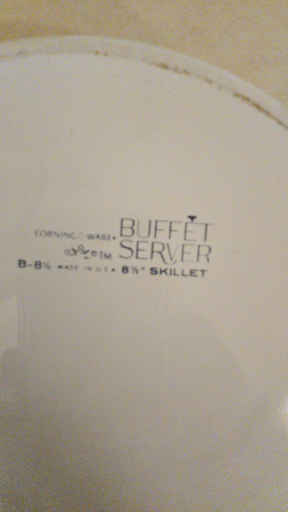 CORNING WARE® BUFFET
SERVER
B-8½ MADE IN U.S.A. 8½" SKILLET